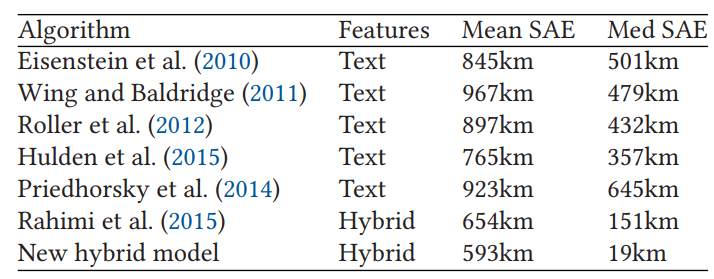 Algorithm Features Mean SAE Med SAE
Eisenstein et al. (2010) Text 845km 501km
Wing and Baldridge (2011) Text 967km 479km
Roller et al. (2012) Text 897km 432km
Hulden et al. (2015) Text 765km 357km
Priedhorsky et al. (2014) Text 923km 645km
Rahimi et al. (2015) Hybrid 654km 151km
New hybrid model Hybrid 593km 19km